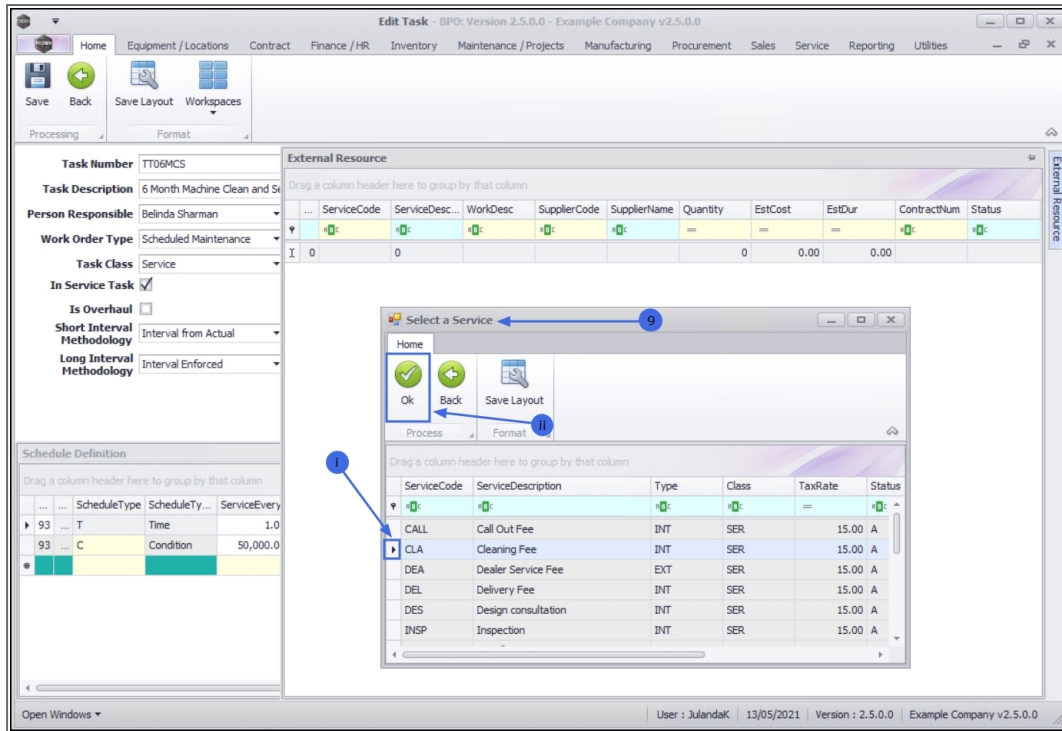 Edit Task - BPO: Version 2.5.0.0 - Example Company v2.5.0.0
Home Equipment / Locations Contract Finance / HR Inventory Maintenance / Projects Manufacturing Procurement Sales Service Reporting Utilities
Save Back Save Layout Workspaces
Processing Format
Task Number TT06MCS
Task Description 6 Month Machine Clean and Se
Person Responsible Belinda Sharman
Work Order Type Scheduled Maintenance
Task Class Service
In Service Task
Is Overhaul
Short Interval Methodology Interval from Actual
Long Interval Methodology Interval Enforced
External Resource
External Resource
Drag a column header here to group by that column
... ServiceCode ServiceDesc... WorkDesc SupplierCode SupplierName Quantity EstCost EstDur ContractNum Status
= = =
0 0 0 0.00 0.00
Select a Service 9
Home
Ok Back Save Layout
ii
Process Format
i
Drag a column header here to group by that column
ServiceCode ServiceDescription Type Class TaxRate Status
=
CALL Call Out Fee INT SER 15.00 A
CLA Cleaning Fee INT SER 15.00 A
DEA Dealer Service Fee EXT SER 15.00 A
DEL Delivery Fee INT SER 15.00 A
DES Design consultation INT SER 15.00 A
INSP Inspection INT SER 15.00 A
Schedule Definition
Drag a column header here to group by that column
... ... ScheduleType ScheduleTy... ServiceEvery
93 ... T Time 1.0
93 ... C Condition 50,000.0
Open Windows User : JulandaK 13/05/2021 Version : 2.5.0.0 Example Company v2.5.0.0